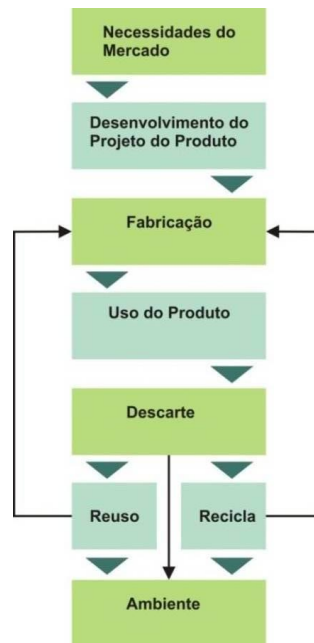 Necessidades do
Mercado
Desenvolvimento do
Projeto do Produto
Fabricação
Uso do Produto
Descarte
Reuso
Recicla
Ambiente